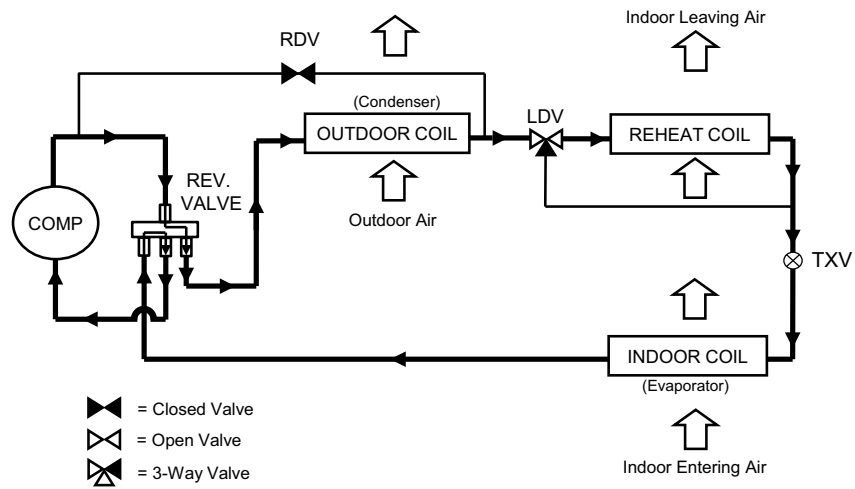 Indoor Leaving Air
RDV
(Condenser)
OUTDOOR COIL
LDV
REHEAT COIL
REV.
VALVE
COMP
Outdoor Air
TXV
INDOOR COIL
(Evaporator)
= Closed Valve
= Open Valve
= 3-Way Valve
Indoor Entering Air